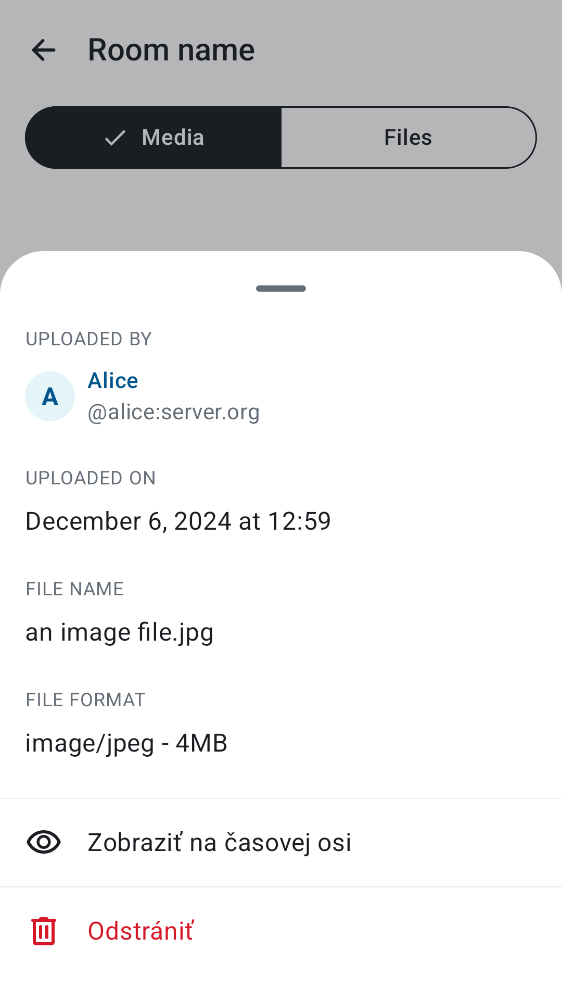 Room name
Media
Files
UPLOADED BY
A
Alice
@alice:server.org
UPLOADED ON
December 6, 2024 at 12:59
FILE NAME
an image file.jpg
FILE FORMAT
image/jpeg - 4MB
Zobraziť na časovej osi
Odstrániť